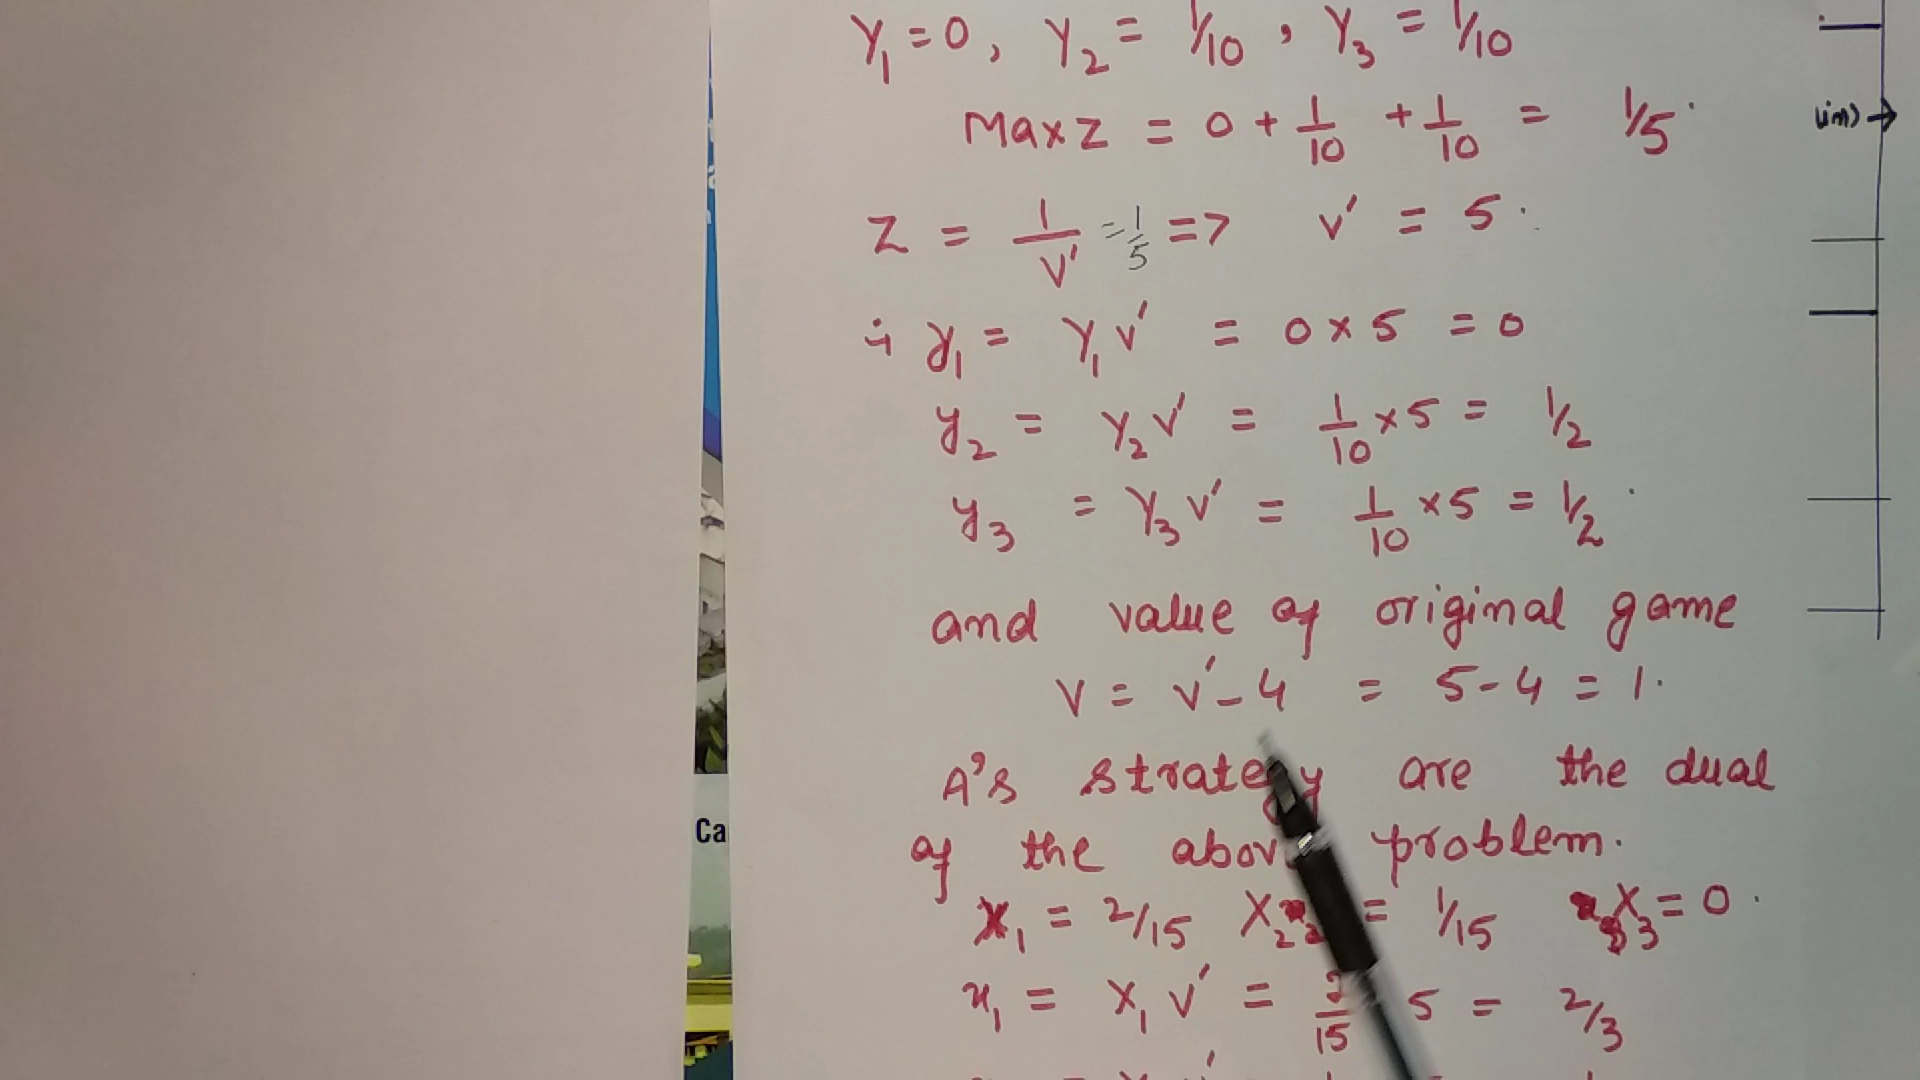 Y₁ = 0, Y₂ = 1/10, Y₃ = 1/10
Max Z = 0 + 1/10 + 1/10 = 1/5.
Z = 1/V' = 1/5 => V' = 5.
∴ y₁ = Y₁ V' = 0 × 5 = 0
y₂ = Y₂ V' = 1/10 × 5 = 1/2
y₃ = Y₃ V' = 1/10 × 5 = 1/2.
and value of original game
V = V' - 4 = 5 - 4 = 1.
A's strategy are the dual
of the above problem.
X₁ = 2/15 X₂ = 1/15 X₃ = 0.
x₁ = X₁ V' = 2/15 5 = 2/3
Ca